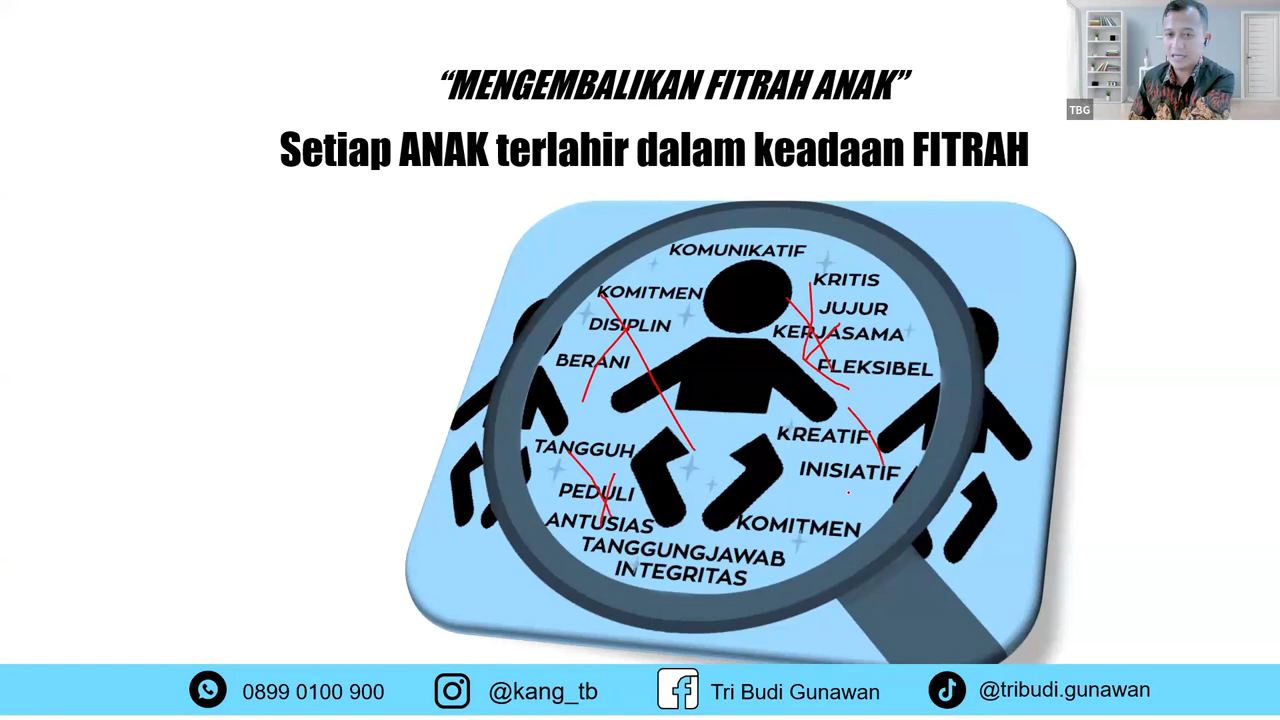 TBG
“MENGEMBALIKAN FITRAH ANAK”
Setiap ANAK terlahir dalam keadaan FITRAH
KOMUNIKATIF
KRITIS
KOMITMEN
JUJUR
DISIPLIN
KERJASAMA
BERANI
FLEKSIBEL
KREATIF
TANGGUH
INISIATIF
PEDULI
ANTUSIAS
KOMITMEN
TANGGUNGJAWAB
INTEGRITAS
0899 0100 900
@kang_tb
Tri Budi Gunawan
@tribudi.gunawan